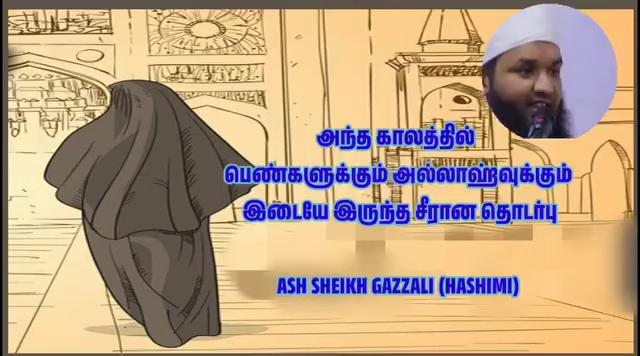 அந்த காலத்தில்
பெண்களுக்கும் அல்லாஹ்வுக்கும்
இடையே இருந்த சீரான தொடர்பு
ASH SHEIKH GAZZALI (HASHIMI)